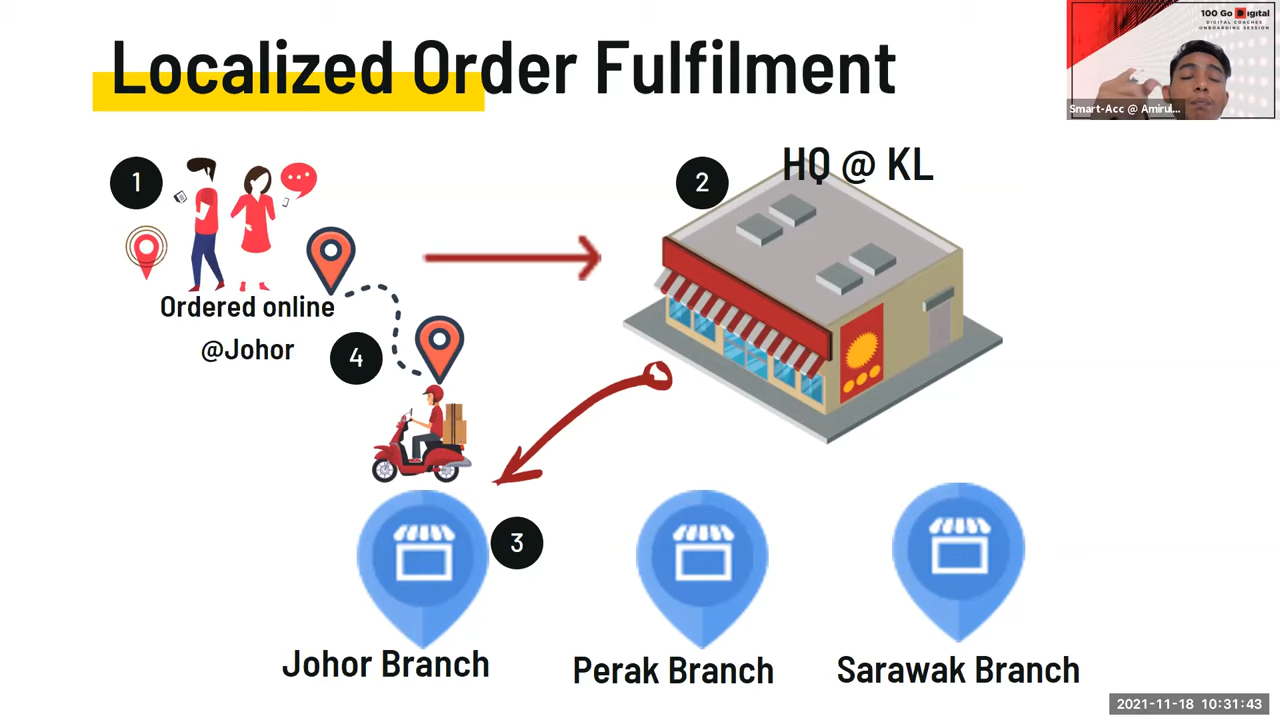 Localized Order Fulfilment
100 Go Digital
DIGITAL COACHES
ONBOARDING SESSION
Smart-Acc @ Amirul...
1
2
HQ @ KL
Ordered online
@Johor
4
3
Johor Branch
Perak Branch
Sarawak Branch
2021-11-18 10:31:43